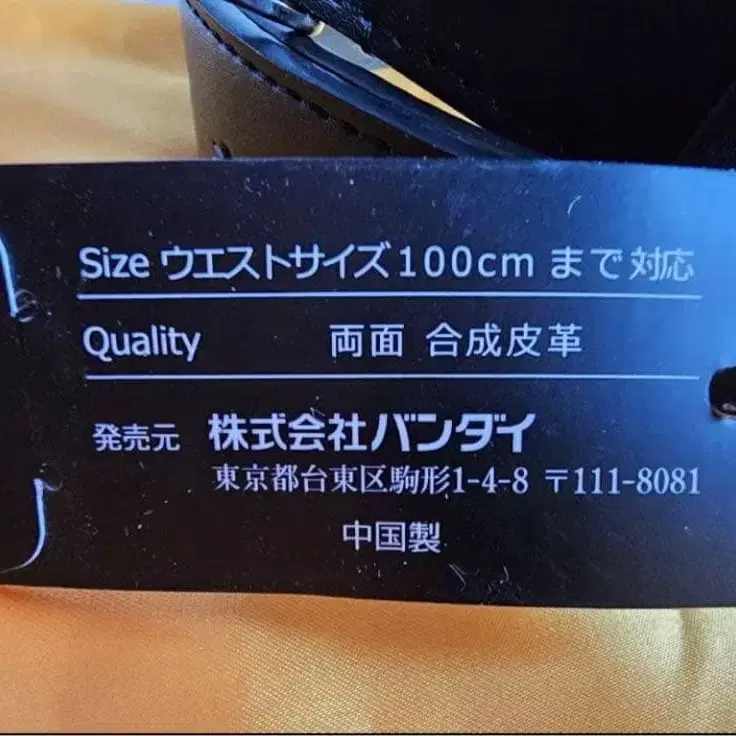 Size ウエストサイズ100cm まで対応
Quality 両面 合成皮革
発売元 株式会社バンダイ
東京都台東区駒形1-4-8 〒111-8081
中国製